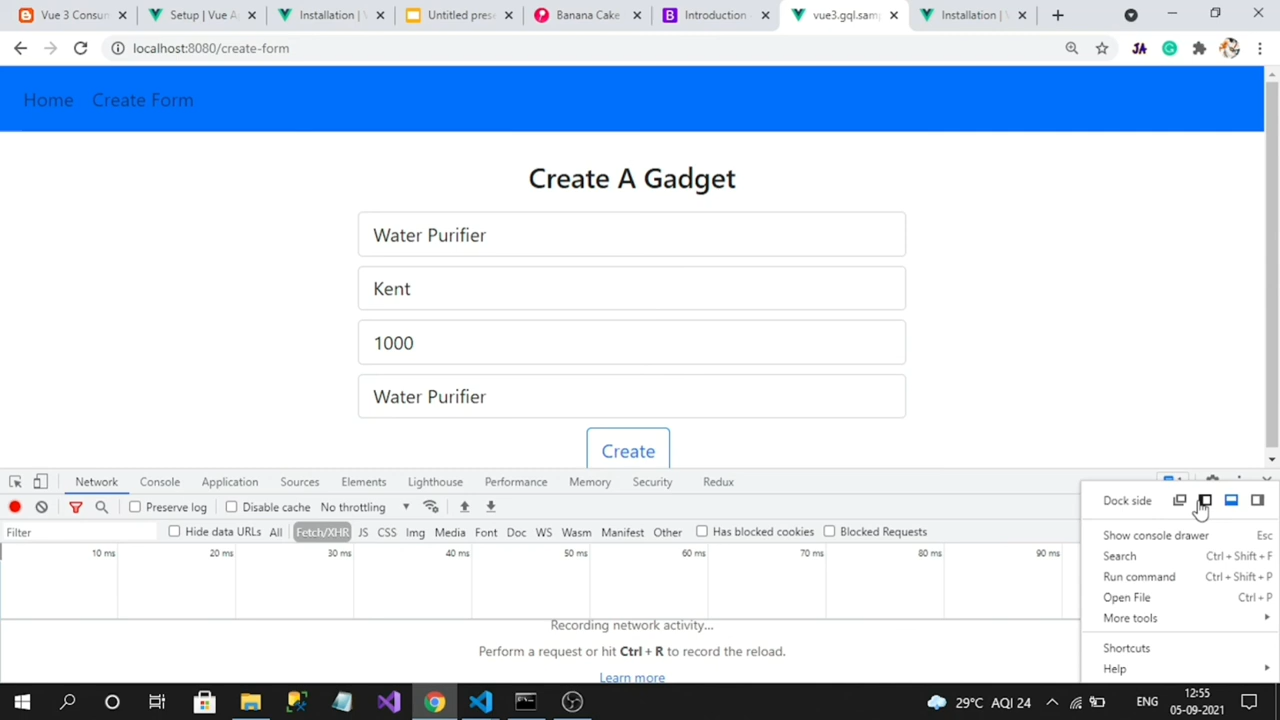 Vue 3 Consum
Setup | Vue A
Installation | V
Untitled pres
Banana Cake
Introduction
vue3.gql.sam
Installation | V
localhost:8080/create-form
JA
Home Create Form
Create A Gadget
Water Purifier
Kent
1000
Water Purifier
Create
Network Console Application Sources Elements Lighthouse Performance Memory Security Redux
Preserve log Disable cache No throttling
Filter Hide data URLs All Fetch/XHR JS CSS Img Media Font Doc WS Wasm Manifest Other Has blocked cookies Blocked Requests
10 ms 20 ms 30 ms 40 ms 50 ms 60 ms 70 ms 80 ms 90 ms
Recording network activity...
Perform a request or hit Ctrl + R to record the reload.
Learn more
Dock side
Show console drawer Esc
Search Ctrl + Shift + F
Run command Ctrl + Shift + P
Open File Ctrl + P
More tools
Shortcuts
Help
29°C AQI 24 ENG 12:55
05-09-2021